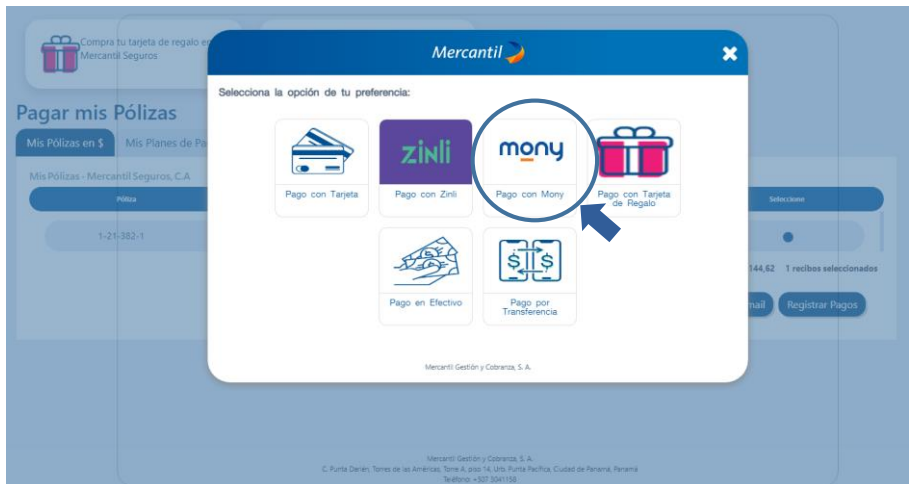 Compra tu tarjeta de regalo en
Mercantil Seguros
Mercantil
Selecciona la opción de tu preferencia:
Pagar mis Pólizas
Mis Pólizas en $
Mis Planes de
Mis Pólizas - Mercantil Seguros, C.A
Póliza
Seleccione
1-21-382-1
zinli
mony
Pago con Tarjeta
Pago con Zinli
Pago con Mony
Pago con Tarjeta
de Regalo
$ $
Pago en Efectivo
Pago por
Transferencia
144,62 1 recibos seleccionados
Registrar Pagos
Mercantil Gestión y Cobranza, S. A.
Mercantil Gestión y Cobranza, S. A.
C. Punta Darién, Torres de las Américas, Torre A, piso 14, Urb. Punta Pacífica, Ciudad de Panamá, Panamá
Teléfono: +507 3041158